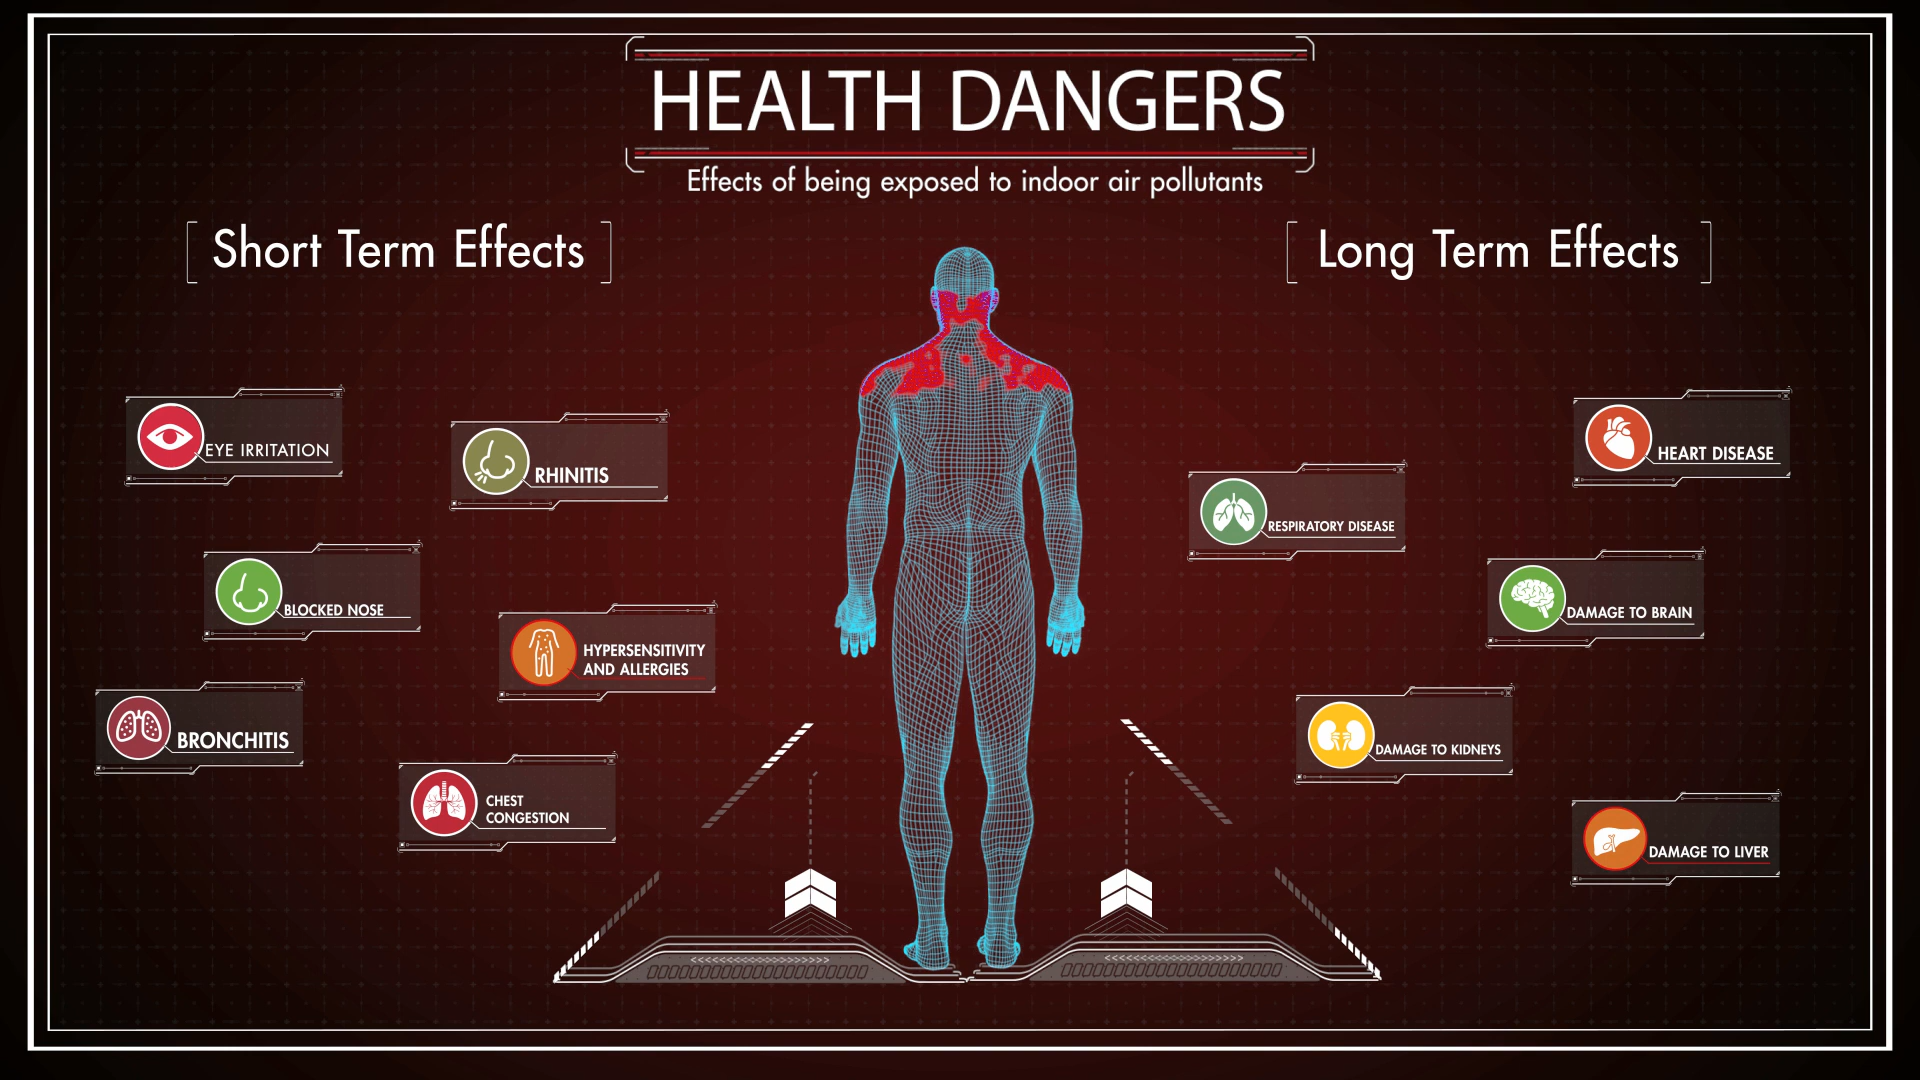 HEALTH DANGERS
Effects of being exposed to indoor air pollutants
Short Term Effects
EYE IRRITATION
RHINITIS
BLOCKED NOSE
HYPERSENSITIVITY
AND ALLERGIES
BRONCHITIS
CHEST
CONGESTION
Long Term Effects
HEART DISEASE
RESPIRATORY DISEASE
DAMAGE TO BRAIN
DAMAGE TO KIDNEYS
DAMAGE TO LIVER